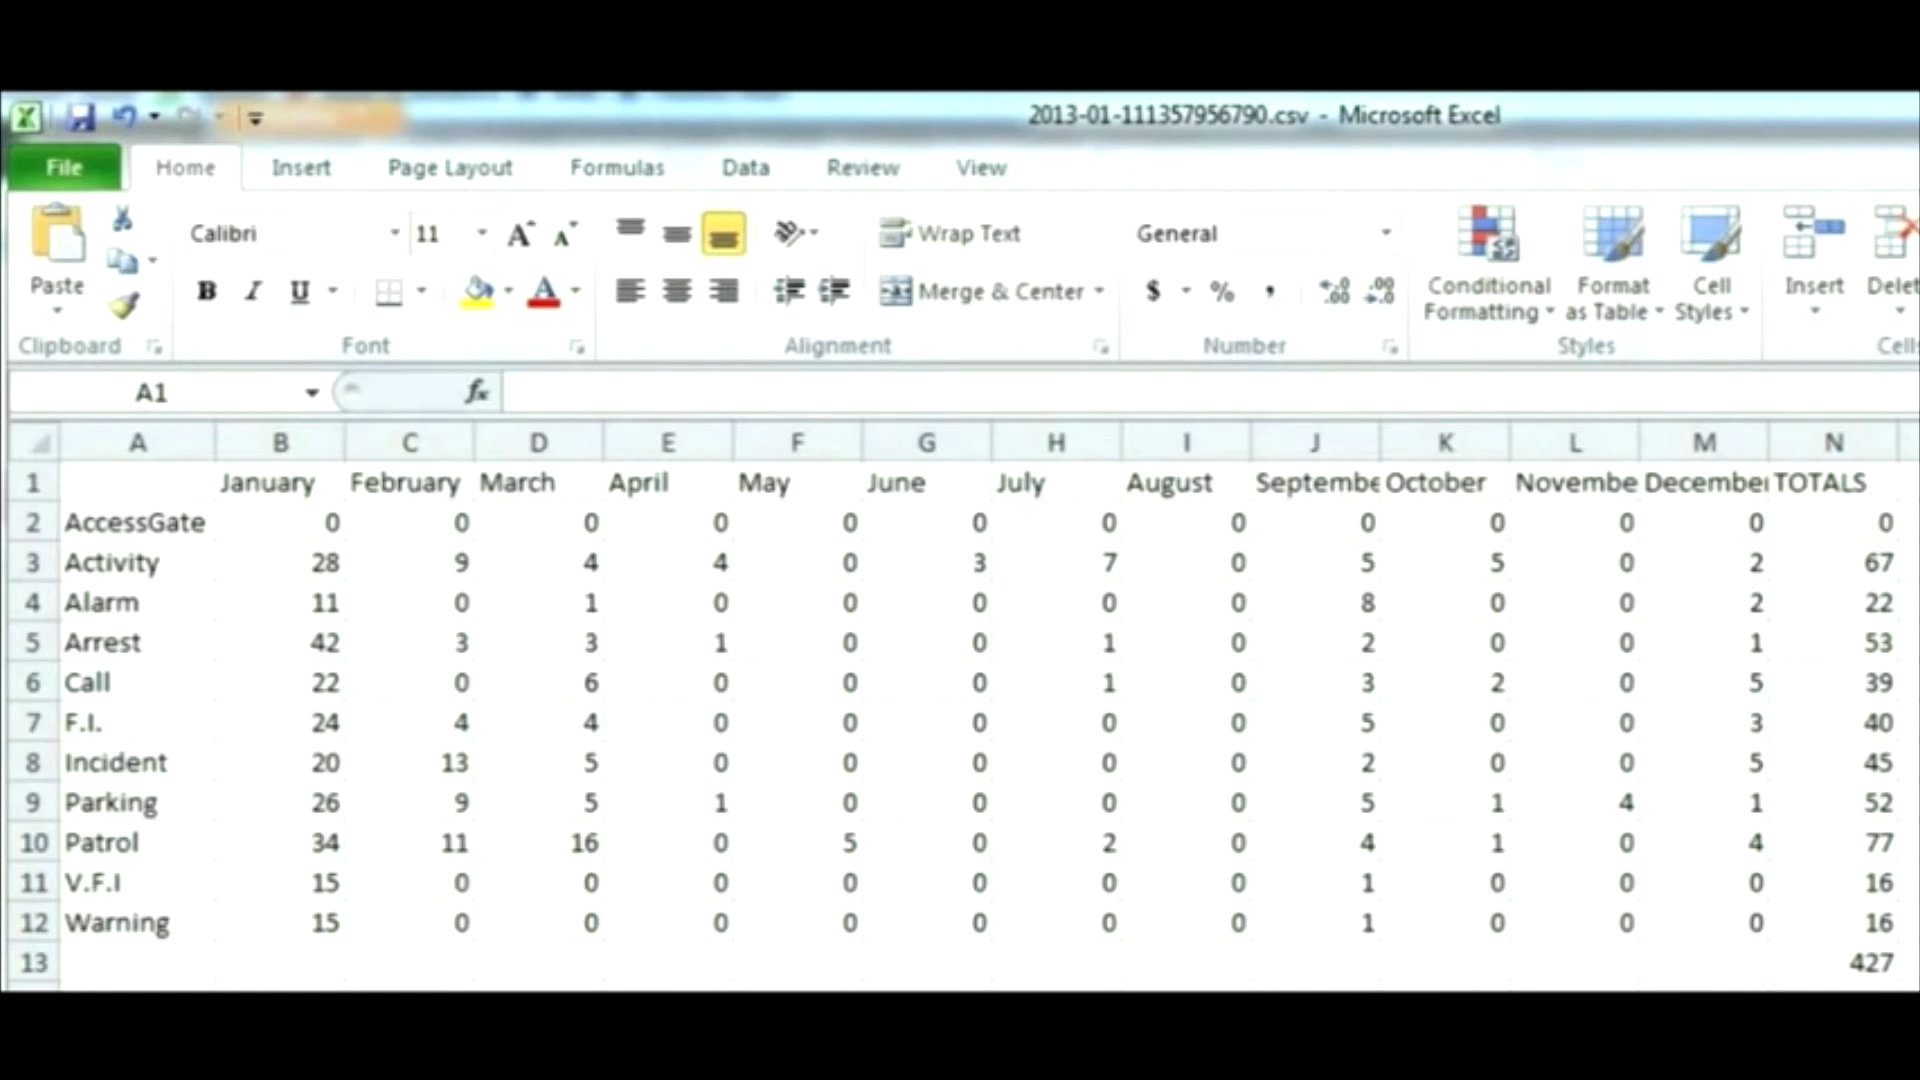 2013-01-111357956790.csv - Microsoft Excel
File Home Insert Page Layout Formulas Data Review View
Paste Calibri 11 A A Wrap Text General Conditional Formatting Format as Table Cell Styles Insert Delet
B I U A Merge & Center $ % , .00 .00
Clipboard Font Alignment Number Styles Cells
A1 fx
A B C D E F G H I J K L M N
1 January February March April May June July August Septembe October Novembe December TOTALS
2 AccessGate 0 0 0 0 0 0 0 0 0 0 0 0 0
3 Activity 28 9 4 4 0 3 7 0 5 5 0 2 67
4 Alarm 11 0 1 0 0 0 0 0 8 0 0 2 22
5 Arrest 42 3 3 1 0 0 1 0 2 0 0 1 53
6 Call 22 0 6 0 0 0 1 0 3 2 0 5 39
7 F.I. 24 4 4 0 0 0 0 0 5 0 0 3 40
8 Incident 20 13 5 0 0 0 0 0 2 0 0 5 45
9 Parking 26 9 5 1 0 0 0 0 5 1 4 1 52
10 Patrol 34 11 16 0 5 0 2 0 4 1 0 4 77
11 V.F.I 15 0 0 0 0 0 0 0 1 0 0 0 16
12 Warning 15 0 0 0 0 0 0 0 1 0 0 0 16
13 427